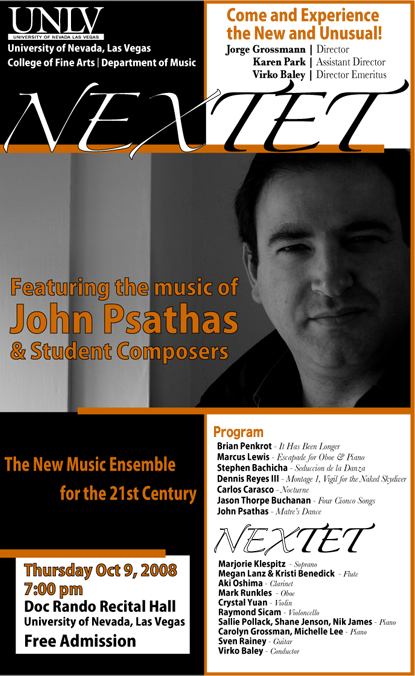 UNLV
UNIVERSITY OF NEVADA LAS VEGAS
University of Nevada, Las Vegas
College of Fine Arts | Department of Music
Come and Experience
the New and Unusual!
Jorge Grossmann | Director
Karen Park | Assistant Director
Virko Baley | Director Emeritus
NEXTET
Featuring the music of
John Psathas
& Student Composers
The New Music Ensemble
for the 21st Century
Thursday Oct 9, 2008
7:00 pm
Doc Rando Recital Hall
University of Nevada, Las Vegas
Free Admission
Program
Brian Penkrot - It Has Been Longer
Marcus Lewis - Escapade for Oboe & Piano
Stephen Bachicha - Seduccion de la Danza
Dennis Reyes III - Montage 1, Vigil for the Naked Skydiver
Carlos Carasco - Nocturne
Jason Thorpe Buchanan - Four Cionco Songs
John Psathas - Matre's Dance
NEXTET
Marjorie Klespitz - Soprano
Megan Lanz & Kristi Benedick - Flute
Aki Oshima - Clarinet
Mark Runkles - Oboe
Crystal Yuan - Violin
Raymond Sicam - Violoncello
Sallie Pollack, Shane Jenson, Nik James - Piano
Carolyn Grossman, Michelle Lee - Piano
Sven Rainey - Guitar
Virko Baley - Conductor